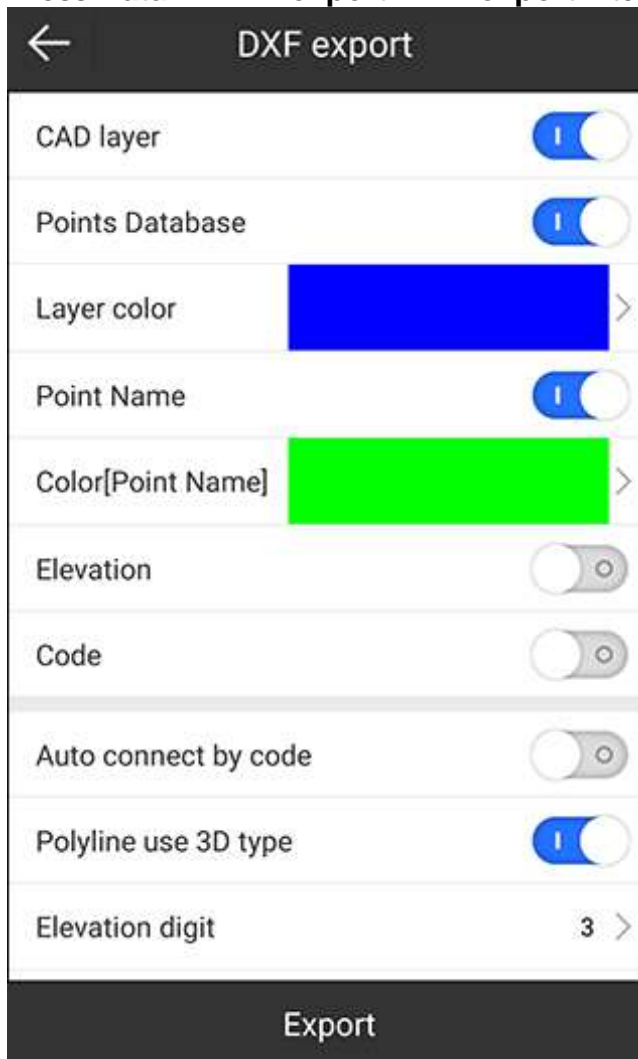 DXF export
CAD layer
Points Database
Layer color
Point Name
Color[Point Name]
Elevation
Code
Auto connect by code
Polyline use 3D type
Elevation digit 3
Export